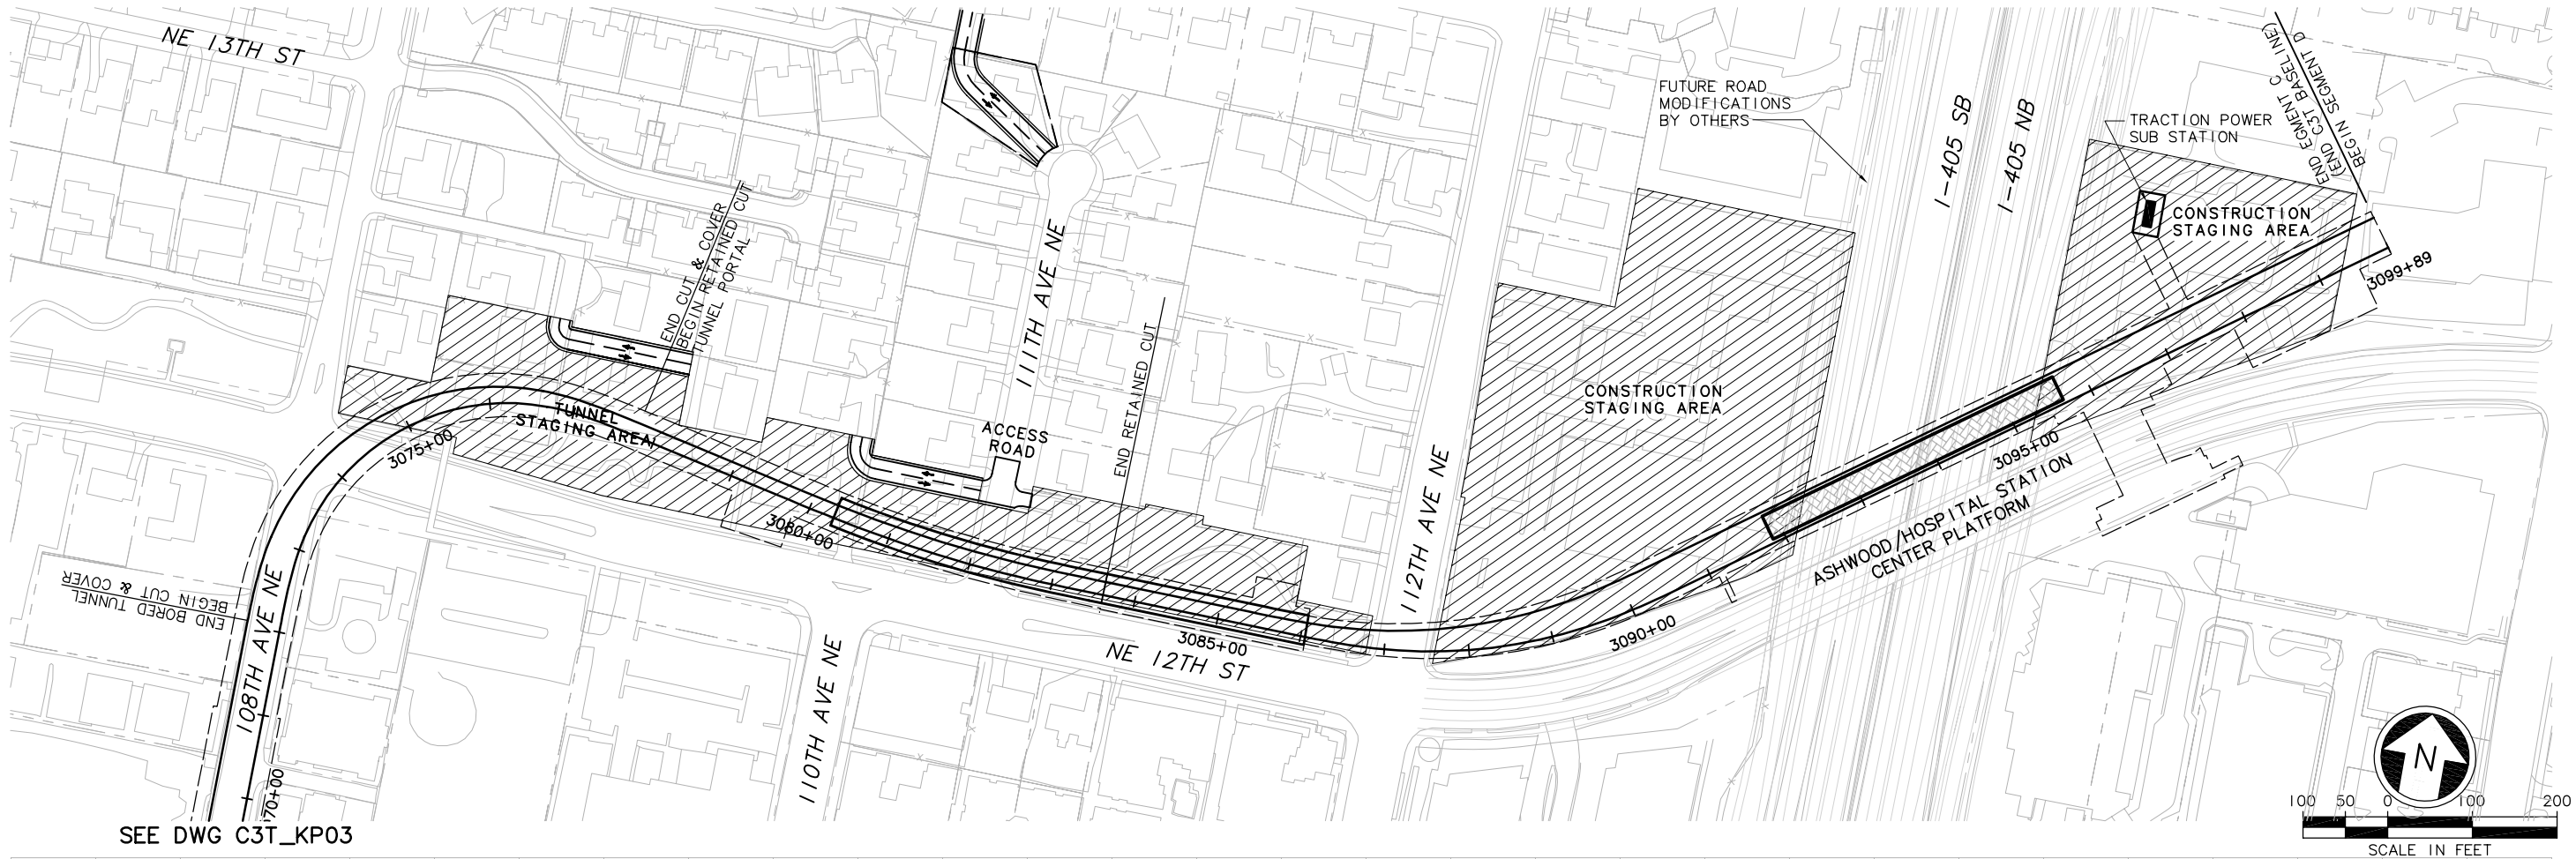 NE 13TH ST
FUTURE ROAD
MODIFICATIONS
BY OTHERS
I-405 SB
I-405 NB
TRACTION POWER
SUB STATION
END EGMENT C
(END C3T BASELINE)
BEGIN SEGMENT D
CONSTRUCTION
STAGING AREA
3099+89
END CUT & COVER
BEGIN RETAINED CUT
TUNNEL PORTAL
111TH AVE NE
END RETAINED CUT
CONSTRUCTION
STAGING AREA
TUNNEL
STAGING AREA
3075+00
ACCESS
ROAD
112TH AVE NE
3095+00
ASHWOOD/HOSPITAL STATION
CENTER PLATFORM
3080+00
END BORED TUNNEL
BEGIN CUT & COVER
108TH AVE NE
3085+00
3090+00
NE 12TH ST
110TH AVE NE
70+00
SEE DWG C3T_KP03
N
100 50 0 100 200
SCALE IN FEET